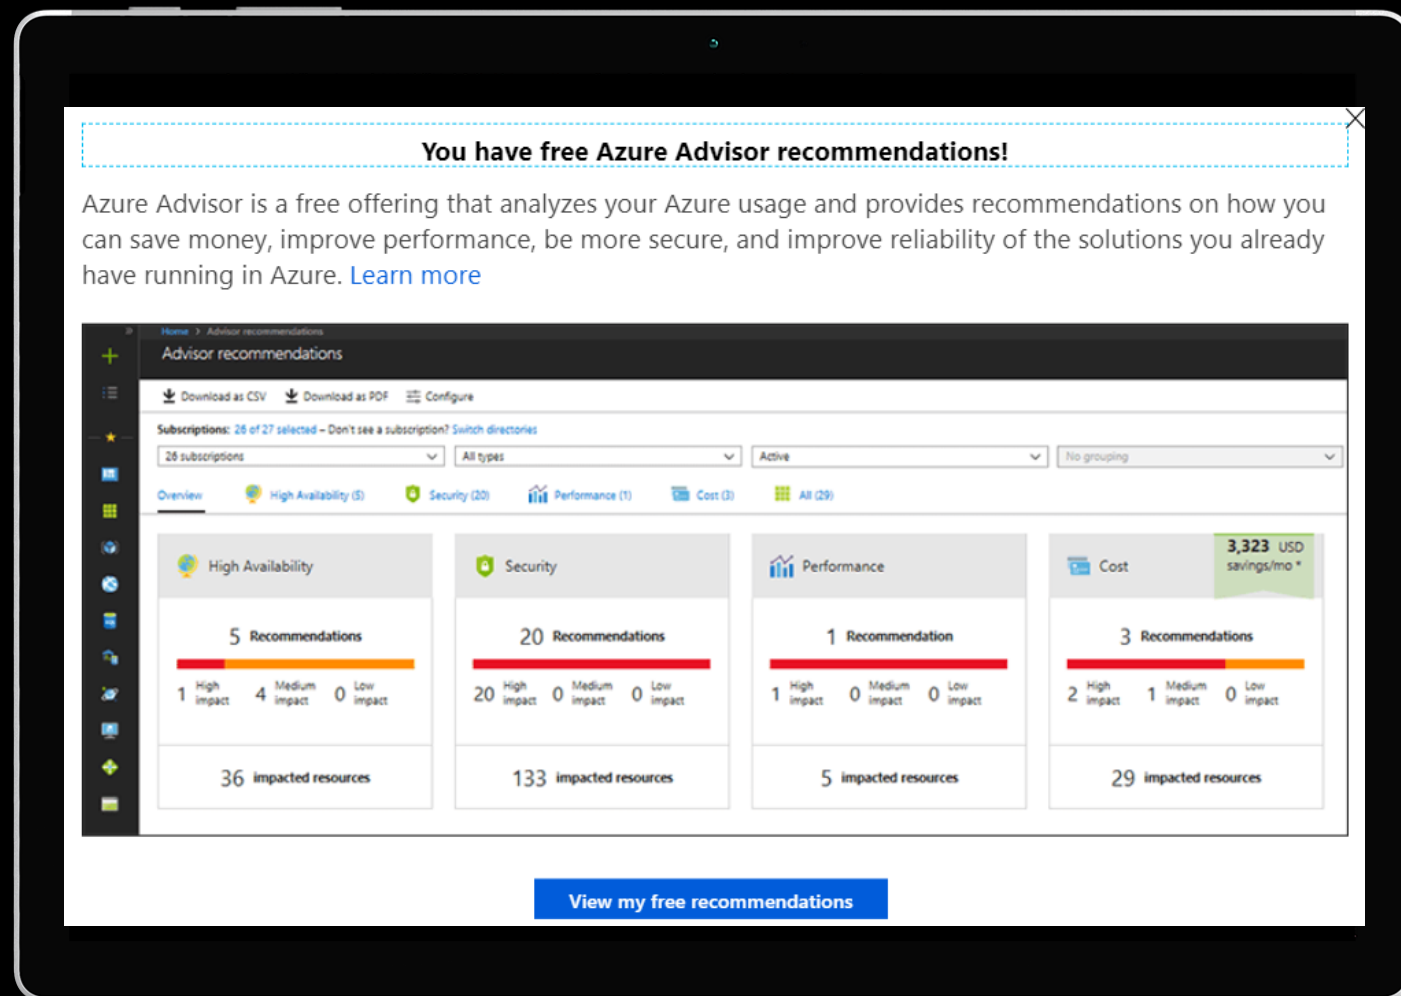 You have free Azure Advisor recommendations!
Azure Advisor is a free offering that analyzes your Azure usage and provides recommendations on how you
can save money, improve performance, be more secure, and improve reliability of the solutions you already
have running in Azure. Learn more
Home > Advisor recommendations
Advisor recommendations
Download as CSV Download as PDF Configure
Subscriptions: 26 of 27 selected – Don't see a subscription? Switch directories
26 subscriptions All types Active No grouping
Overview High Availability (5) Security (20) Performance (1) Cost (3) All (29)
High Availability Security Performance Cost 3,323 USD
savings/mo *
5 Recommendations 20 Recommendations 1 Recommendation 3 Recommendations
1 High impact 4 Medium impact 0 Low impact 20 High impact 0 Medium impact 0 Low impact 1 High impact 0 Medium impact 0 Low impact 2 High impact 1 Medium impact 0 Low impact
36 impacted resources 133 impacted resources 5 impacted resources 29 impacted resources
View my free recommendations